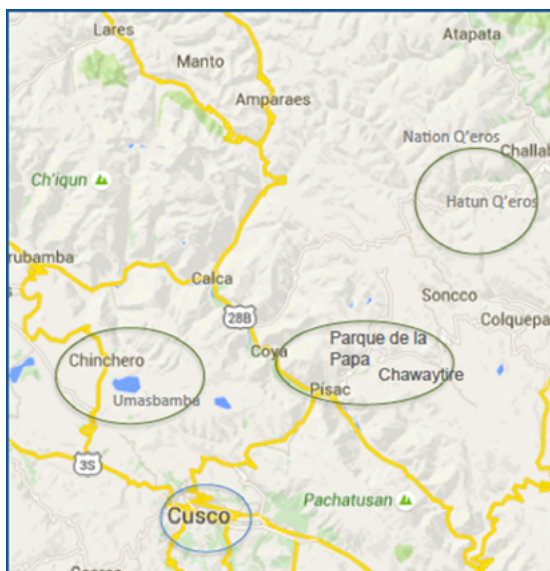 Lares
Atapata
Manto
Amparaes
Nation Q'eros
Challab
Ch'iqun
Hatun Q'eros
rubamba
Calca
Soncco
28B
Colquepa
Parque de la
Papa
Coya
Chinchero
Chawaytire
Písac
Umasbamba
3S
Pachatusan
Cusco